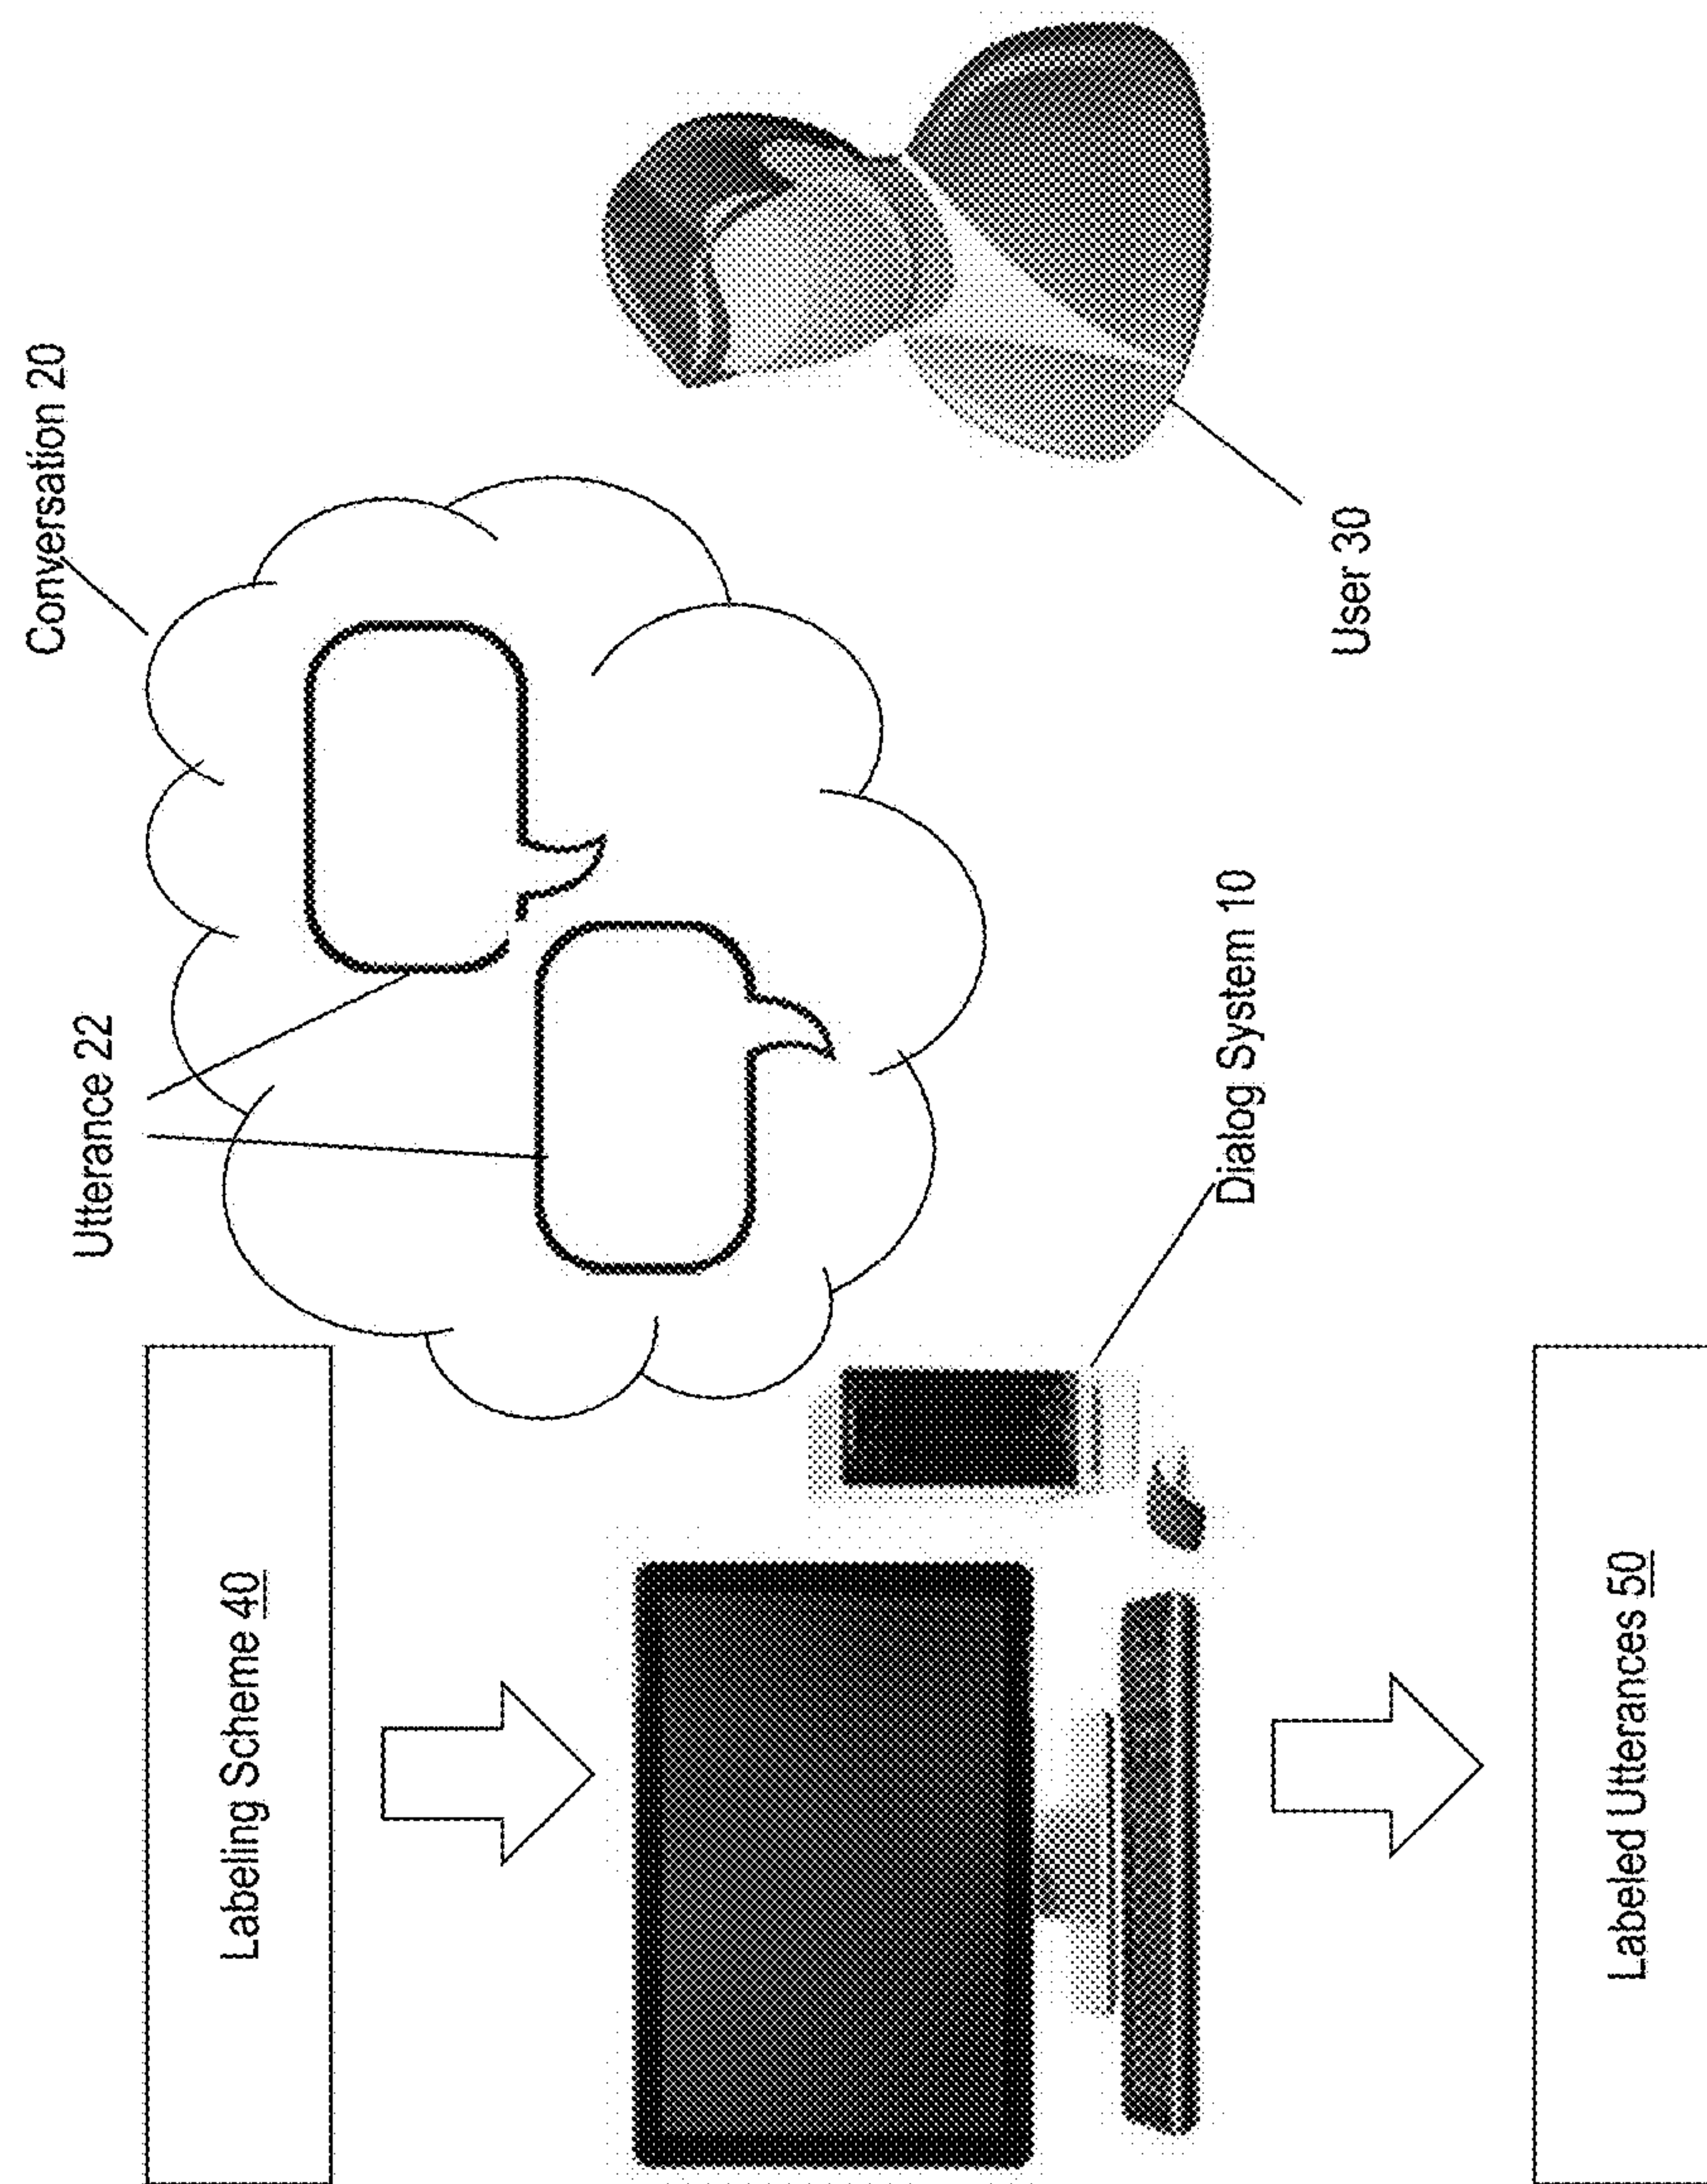 Conversation 20
Utterance 22
Labeling Scheme 40
User 30
Dialog System 10
Labeled Utterances 50